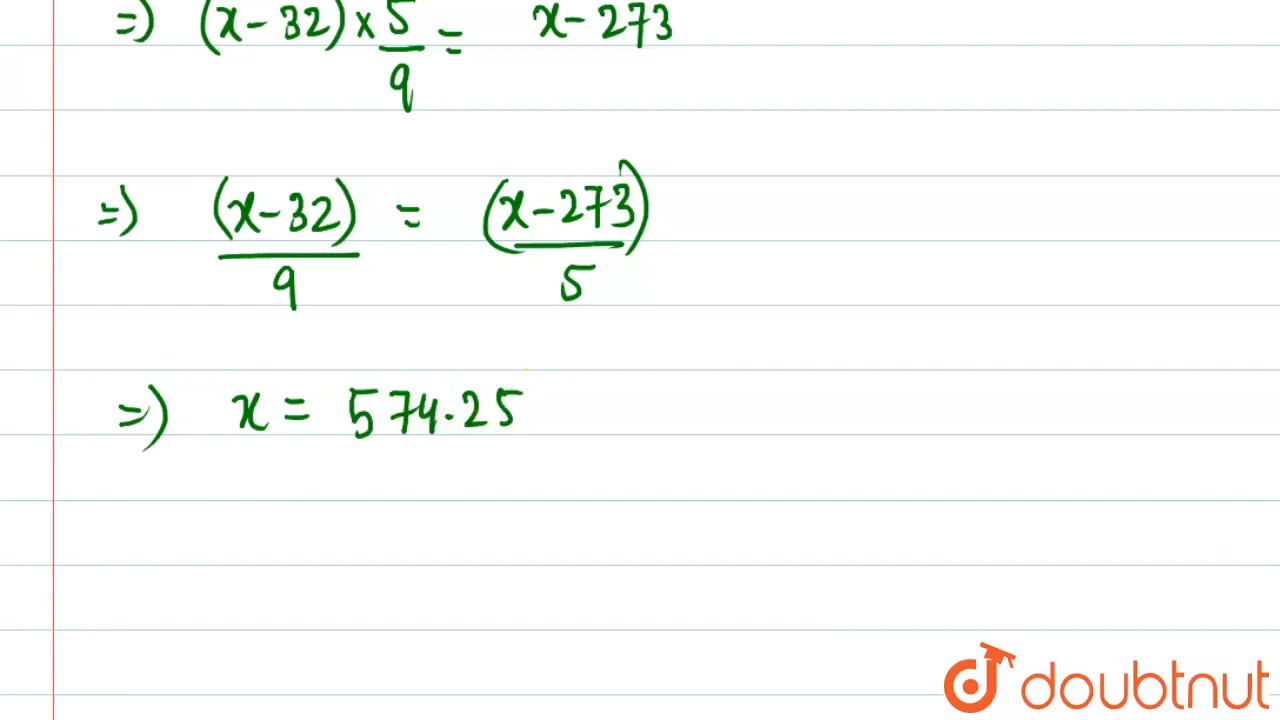 =) (x - 32) × 5/9 = x - 273
=) (x - 32)/9 = (x - 273)/5
=) x = 574.25
doubtnut